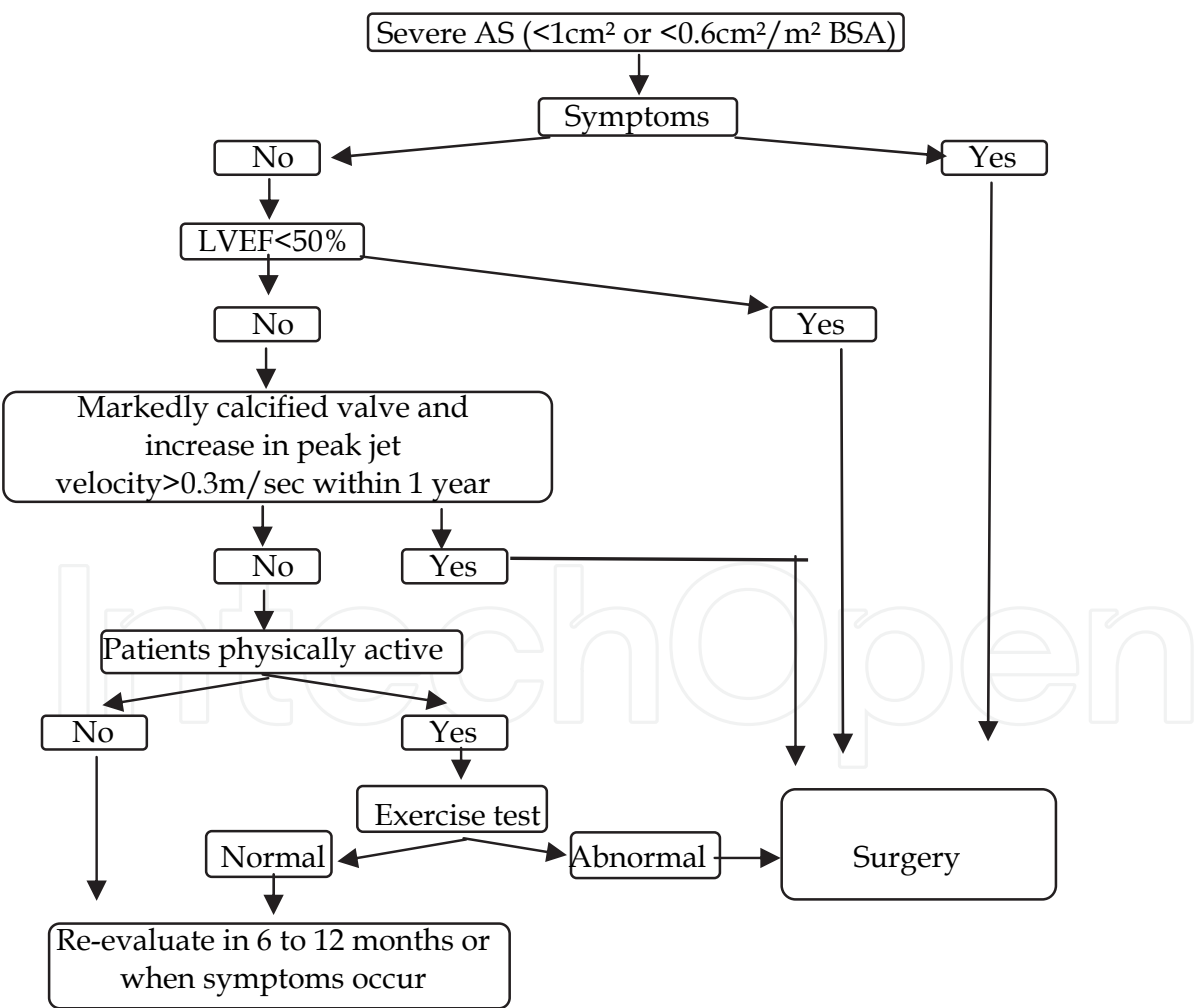 Severe AS (<1cm² or <0.6cm²/m² BSA)
Symptoms
No
Yes
LVEF<50%
No
Yes
Markedly calcified valve and
increase in peak jet
velocity>0.3m/sec within 1 year
No
Yes
IntechOpen
Patients physically active
No
Yes
Exercise test
Normal
Abnormal
Surgery
Re-evaluate in 6 to 12 months or
when symptoms occur